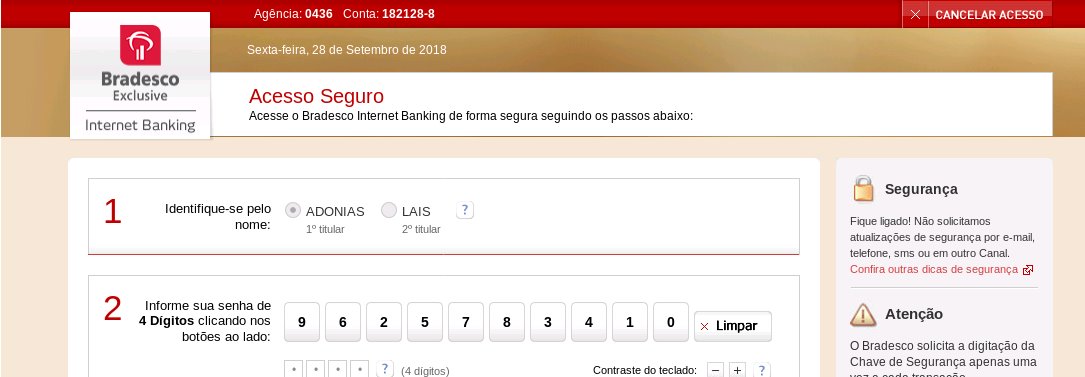 Agência: 0436 Conta: 182128-8
CANCELAR ACESSO
Bradesco
Exclusive
Internet Banking
Sexta-feira, 28 de Setembro de 2018
Acesso Seguro
Acesse o Bradesco Internet Banking de forma segura seguindo os passos abaixo:
1
Identifique-se pelo
nome:
ADONIAS
1º titular
LAIS
2º titular
?
2
Informe sua senha de
4 Dígitos clicando nos
botões ao lado:
9 6 2 5 7 8 3 4 1 0
Limpar
? (4 dígitos)
Contraste do teclado: − + ?
Segurança
Fique ligado! Não solicitamos
atualizações de segurança por e-mail,
telefone, sms ou em outro Canal.
Confira outras dicas de segurança
Atenção
O Bradesco solicita a digitação da
Chave de Segurança apenas uma
vez a cada transação